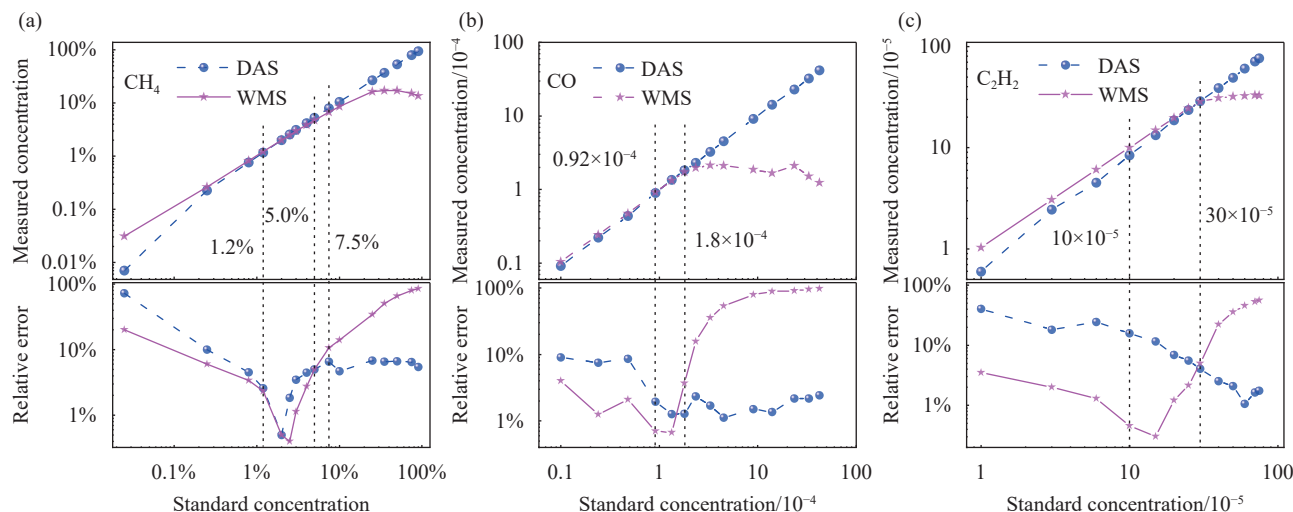 (a)
Measured concentration
100%
10%
1%
0.1%
0.01%
CH₄
DAS
WMS
1.2%
5.0%
7.5%
Relative error
100%
10%
1%
0.1%
1%
10%
100%
Standard concentration
(b)
Measured concentration/10⁻⁴
100
10
1
0.1
CO
DAS
WMS
0.92×10⁻⁴
1.8×10⁻⁴
Relative error
100%
10%
1%
0.1
1
10
100
Standard concentration/10⁻⁴
(c)
Measured concentration/10⁻⁵
100
10
1
C₂H₂
DAS
WMS
10×10⁻⁵
30×10⁻⁵
Relative error
10%
1%
1
10
100
Standard concentration/10⁻⁵